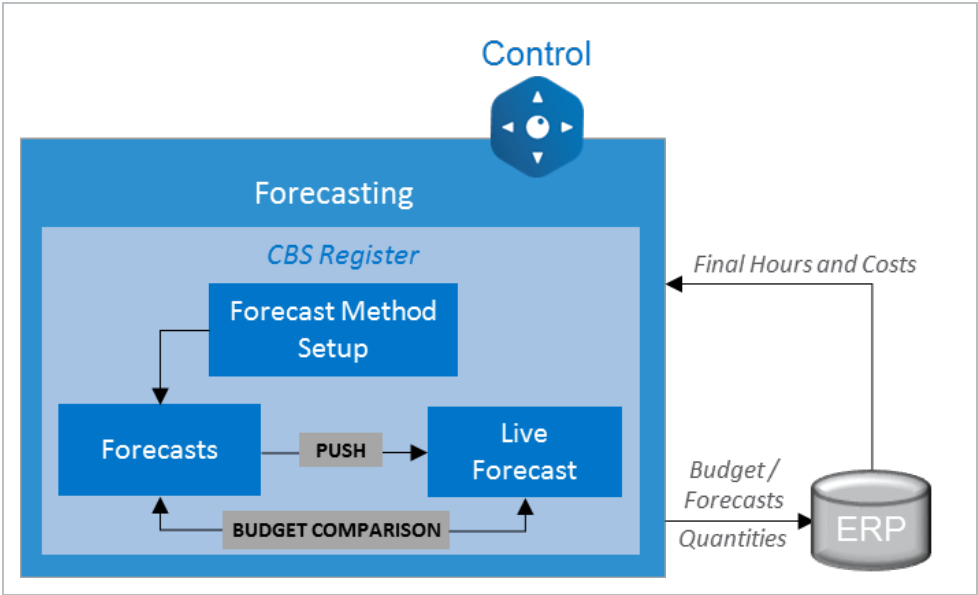 Control
Forecasting
CBS Register
Forecast Method
Setup
Forecasts
PUSH
Live
Forecast
BUDGET COMPARISON
Final Hours and Costs
Budget /
Forecasts
Quantities
ERP